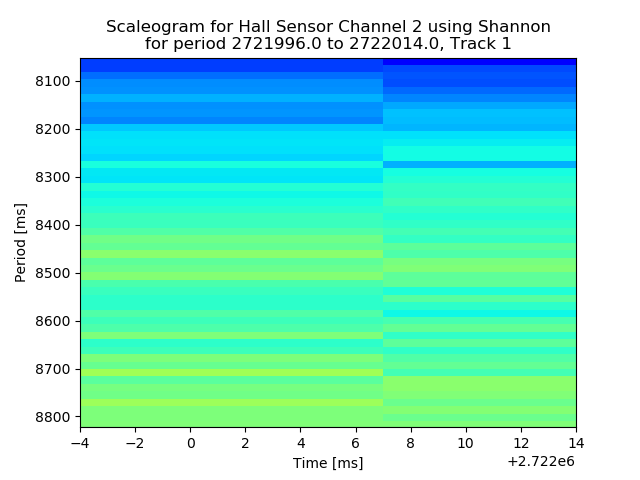 Scaleogram for Hall Sensor Channel 2 using Shannon
for period 2721996.0 to 2722014.0, Track 1
Period [ms]
8100
8200
8300
8400
8500
8600
8700
8800
−4 −2 0 2 4 6 8 10 12 14
Time [ms]
+2.722e6